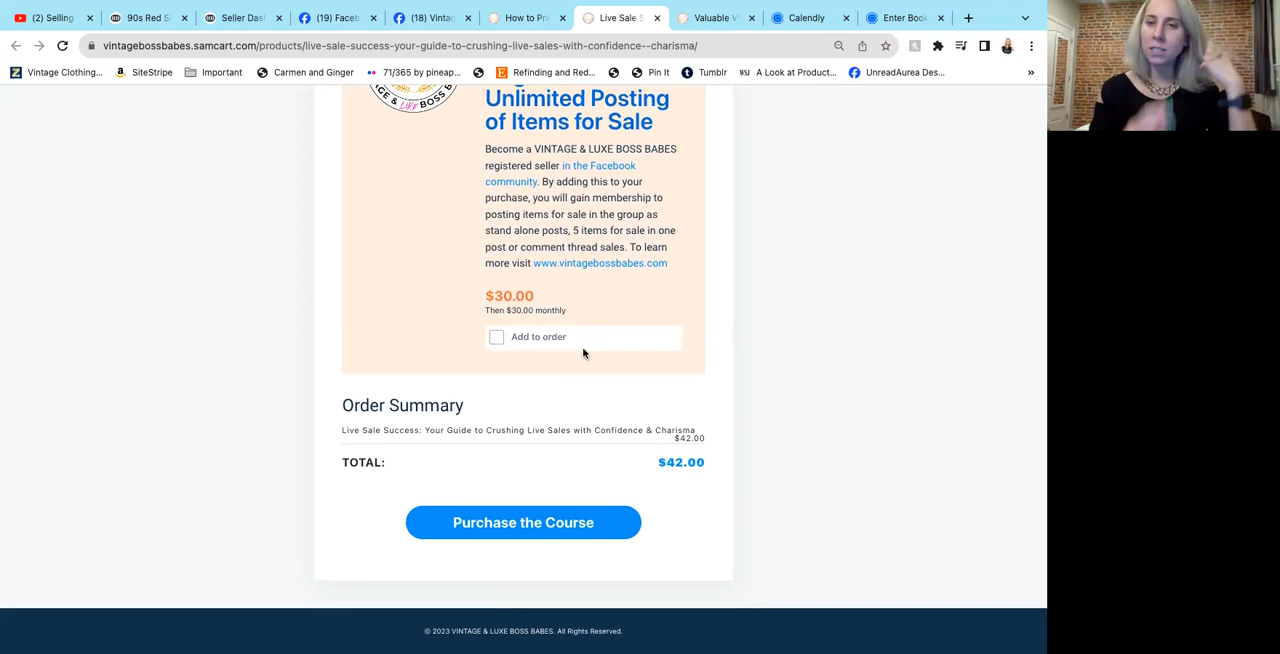 (2) Selling
90s Red S
Seller Das
(19) Faceb
(18) Vintag
How to Pri
Live Sale S
Valuable V
Calendly
Enter Book
vintagebossbabes.samcart.com/products/live-sale-success-your-guide-to-crushing-live-sales-with-confidence--charisma/
Vintage Clothing...
SiteStripe
Important
Carmen and Ginger
71/365 by pineap...
Refinding and Red...
Pin It
Tumblr
WSJ A Look at Product...
UnreadAurea Des...
»
AGE & LIFE BOSS BA
Unlimited Posting
of Items for Sale
Become a VINTAGE & LUXE BOSS BABES
registered seller in the Facebook
community. By adding this to your
purchase, you will gain membership to
posting items for sale in the group as
stand alone posts, 5 items for sale in one
post or comment thread sales. To learn
more visit www.vintagebossbabes.com
$30.00
Then $30.00 monthly
Add to order
Order Summary
Live Sale Success: Your Guide to Crushing Live Sales with Confidence & Charisma
$42.00
TOTAL: $42.00
Purchase the Course
© 2023 VINTAGE & LUXE BOSS BABES. All Rights Reserved.